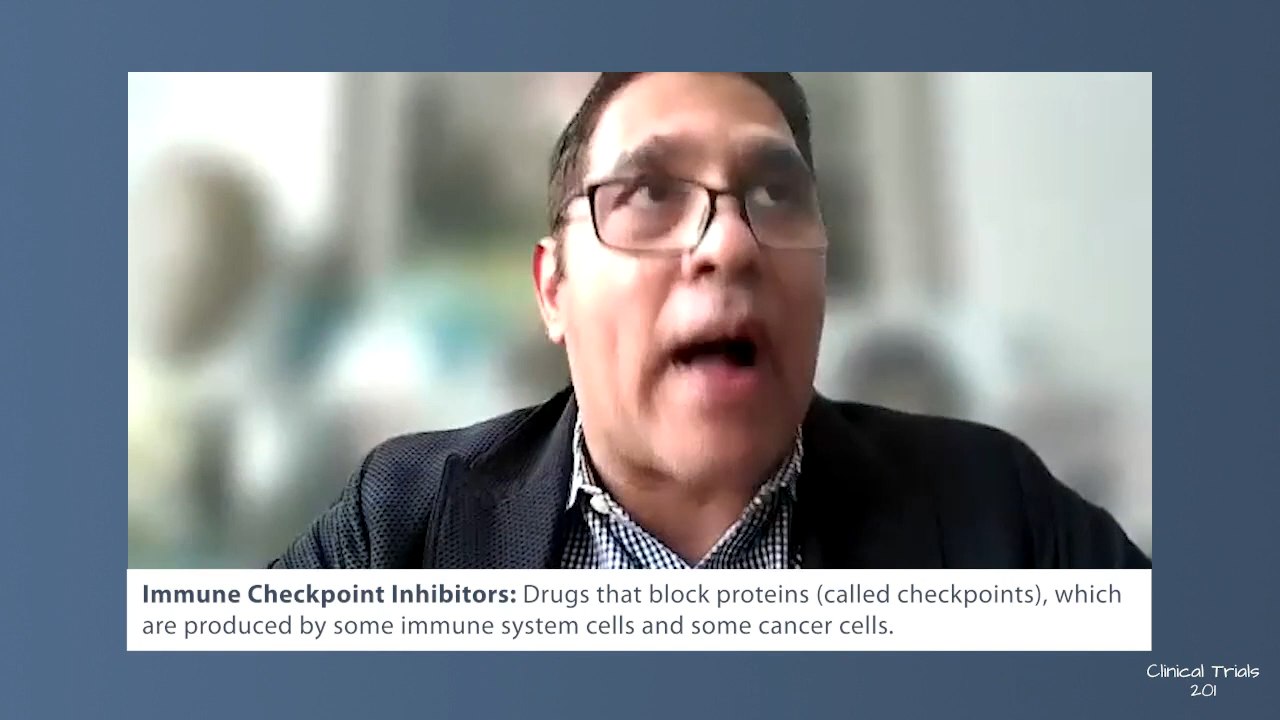 Immune Checkpoint Inhibitors: Drugs that block proteins (called checkpoints), which
are produced by some immune system cells and some cancer cells.
Clinical Trials
201